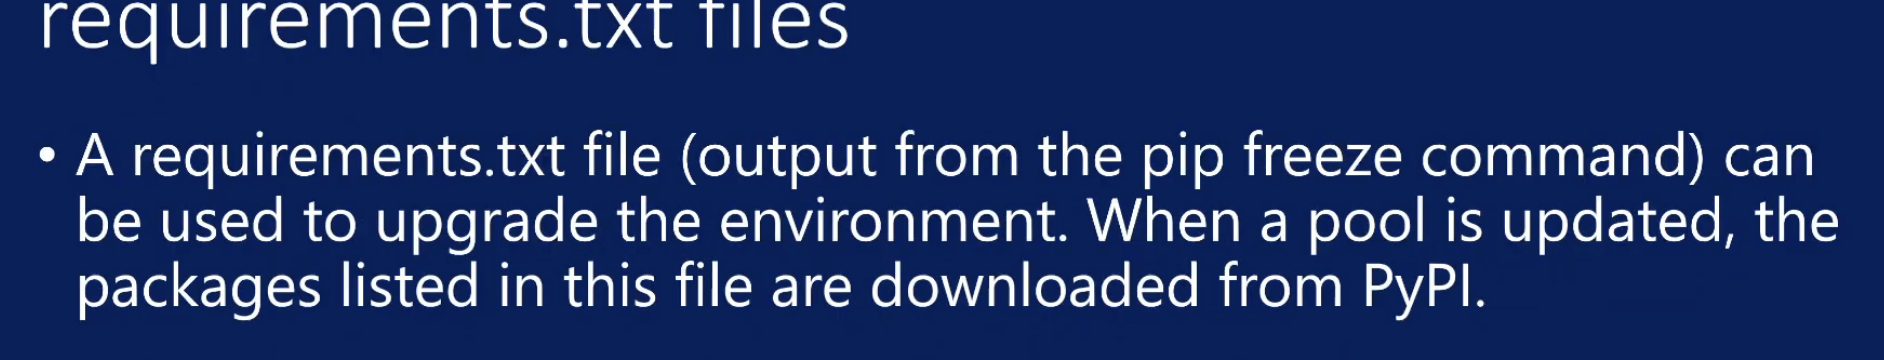 requirements.txt files
• A requirements.txt file (output from the pip freeze command) can
be used to upgrade the environment. When a pool is updated, the
packages listed in this file are downloaded from PyPI.